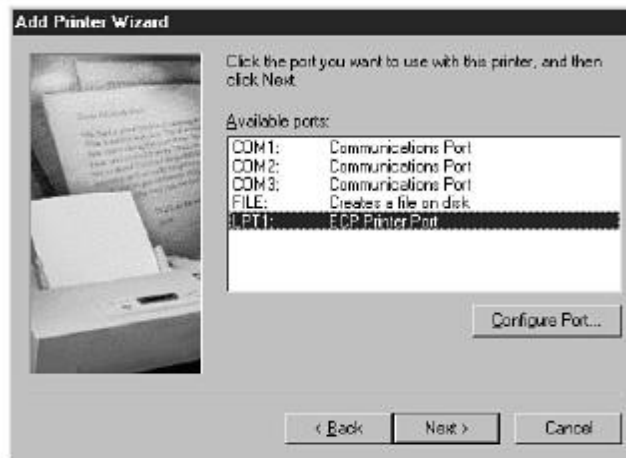 Add Printer Wizard
Click the port you want to use with this printer, and then
click Next.
Available ports:
COM1: Communications Port
COM2: Communications Port
COM3: Communications Port
FILE: Creates a file on disk
LPT1: ECP Printer Port
Configure Port...
< Back
Next >
Cancel